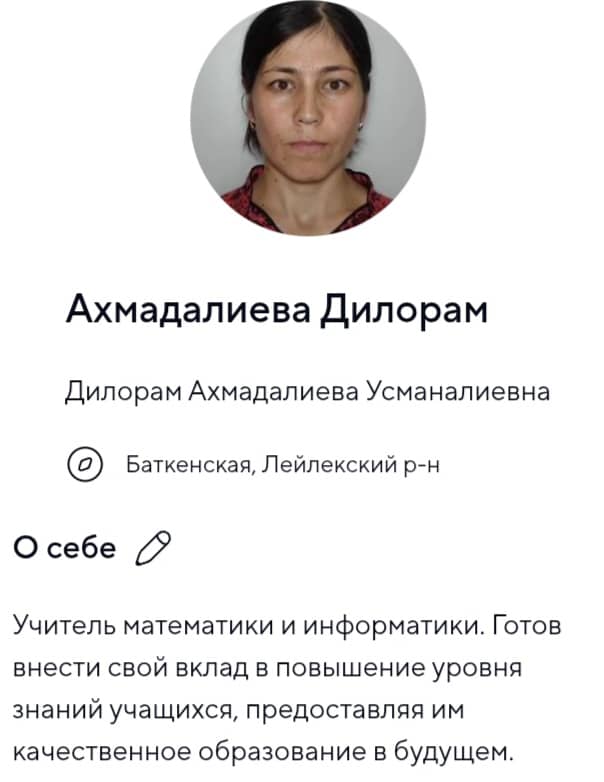 Ахмадалиева Дилорам
Дилорам Ахмадалиева Усманалиевна
Баткенская, Лейлекский р-н
О себе
Учитель математики и информатики. Готов
внести свой вклад в повышение уровня
знаний учащихся, предоставляя им
качественное образование в будущем.